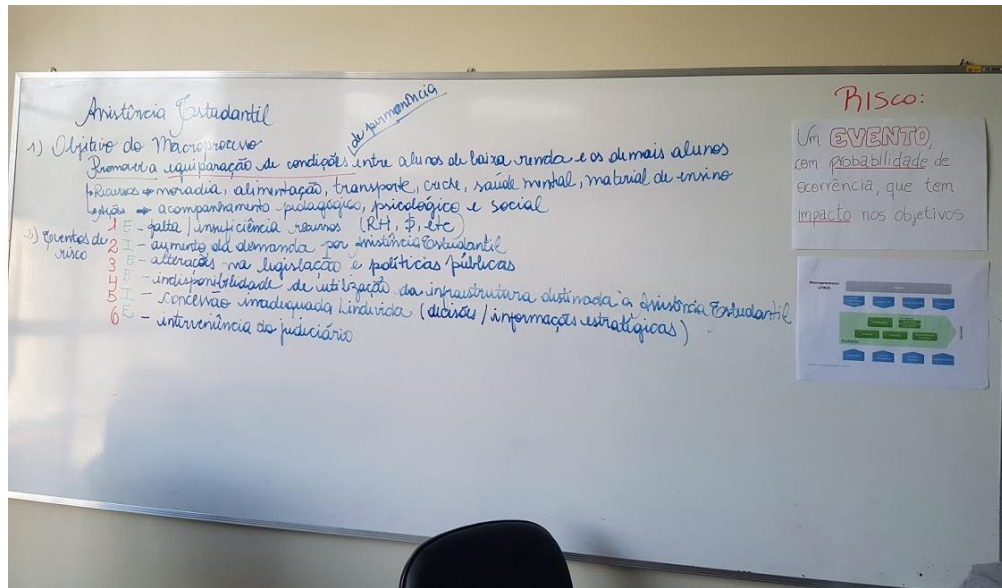 Assistência Estudantil
1) Objetivo do Macroprocesso
de permanência
Promover a equiparação de condições entre alunos de baixa renda e os demais alunos
Recursos → moradia, alimentação, transporte, creche, saúde mental, material de ensino
Ação → acompanhamento pedagógico, psicológico e social
Eventos de risco
1 E - falta / insuficiência recursos (RH, $, etc)
2 I - aumento da demanda por Assistência Estudantil
3 E - alterações na legislação e políticas públicas
4 - indisponibilidade de utilização da infraestrutura destinada à Assistência Estudantil
5 I - concessão inadequada indevida (decisões / informações estratégicas)
6 E - interveniência do judiciário
RISCO:
Um EVENTO,
com probabilidade de
ocorrência, que tem
impacto nos objetivos